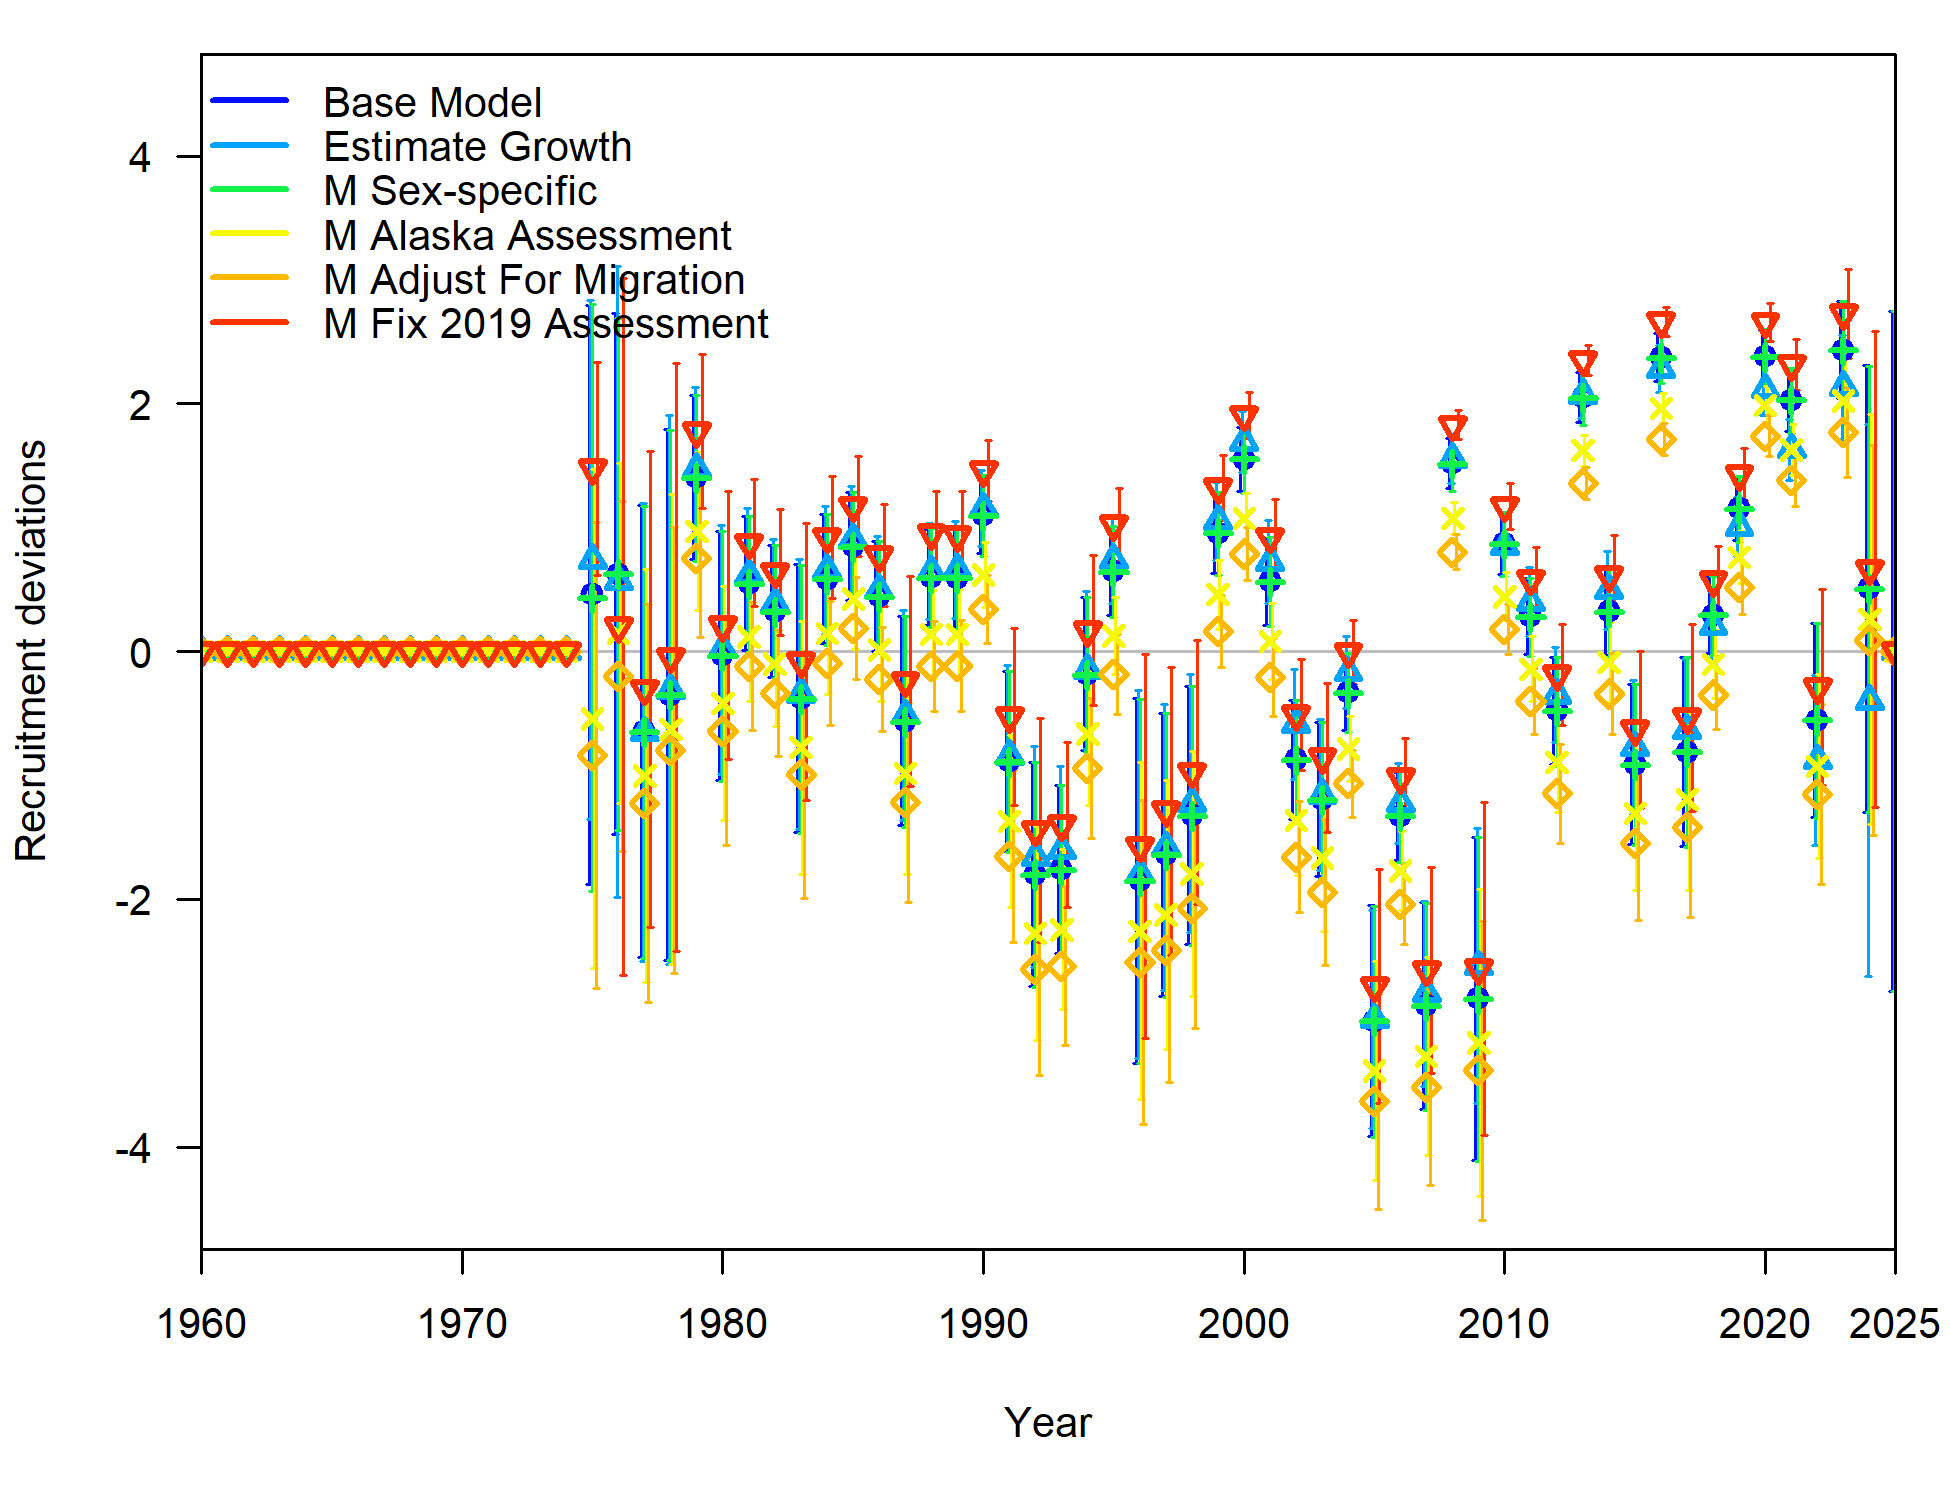 Base Model
Estimate Growth
M Sex-specific
M Alaska Assessment
M Adjust For Migration
M Fix 2019 Assessment
4
2
0
-2
-4
Recruitment deviations
1960 1970 1980 1990 2000 2010 2020 2025
Year